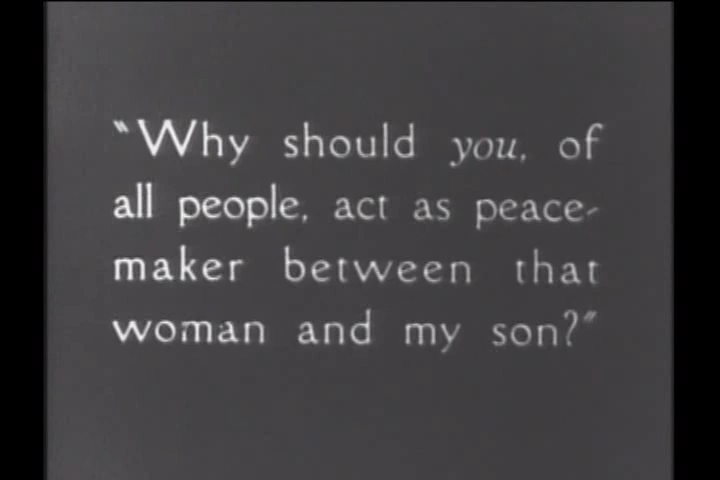 "Why should you, of
all people, act as peace-
maker between that
woman and my son?"